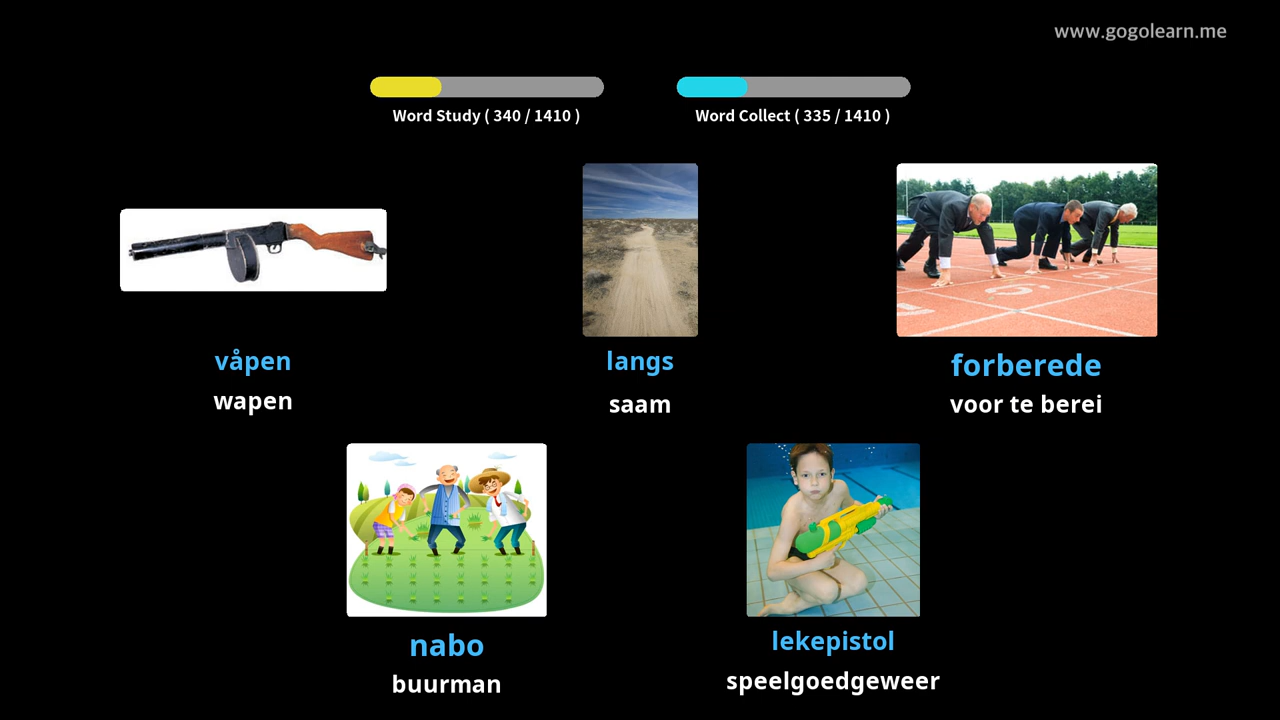 www.gogolearn.me
Word Study ( 340 / 1410 )
Word Collect ( 335 / 1410 )
våpen
wapen
langs
saam
forberede
voor te berei
nabo
buurman
lekepistol
speelgoedgeweer